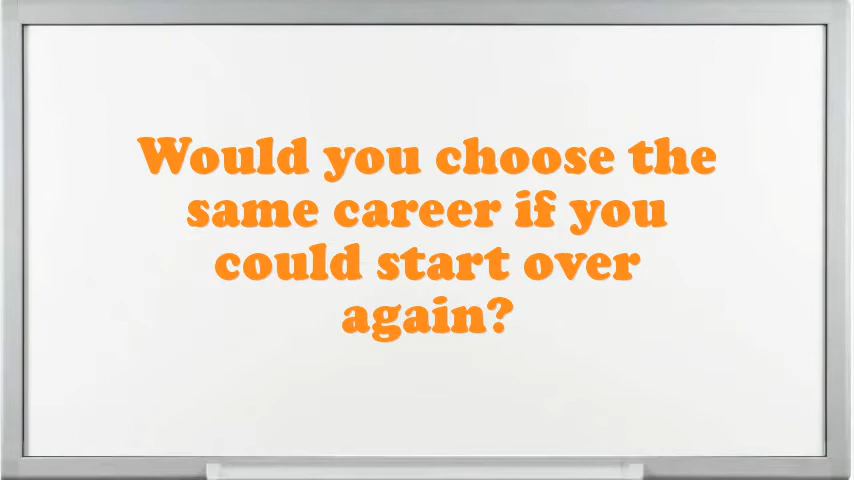 Would you choose the
same career if you
could start over
again?